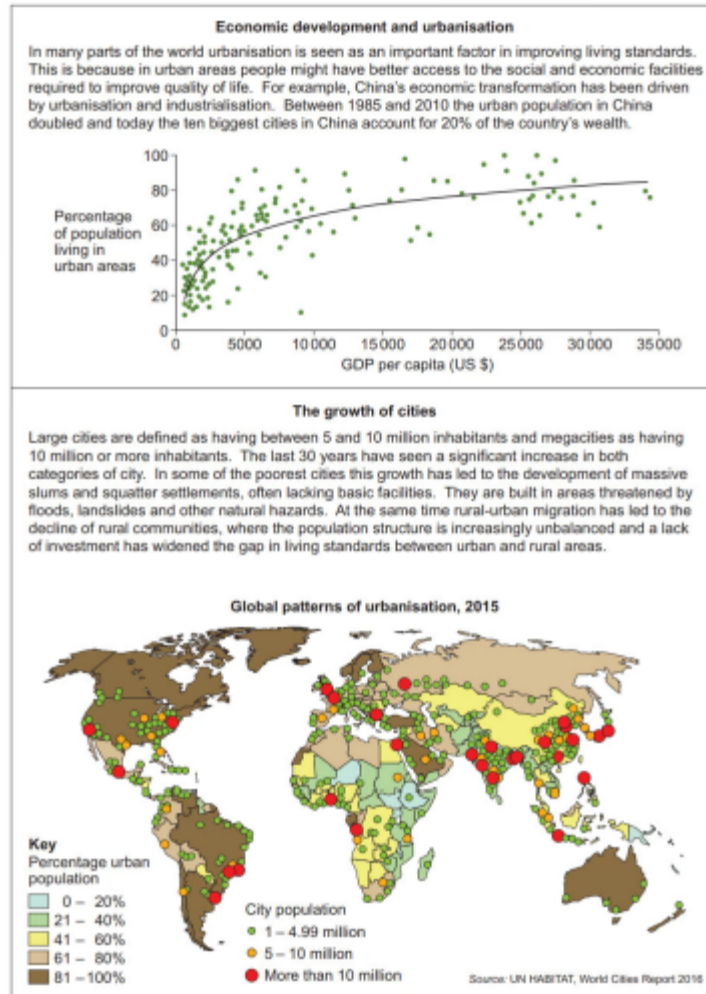 Economic development and urbanisation
In many parts of the world urbanisation is seen as an important factor in improving living standards.
This is because in urban areas people might have better access to the social and economic facilities
required to improve quality of life. For example, China's economic transformation has been driven
by urbanisation and industrialisation. Between 1985 and 2010 the urban population in China
doubled and today the ten biggest cities in China account for 20% of the country's wealth.
100
80
60
40
20
0
Percentage
of population
living in
urban areas
0
5000
10 000
15 000
20 000
25 000
30 000
35 000
GDP per capita (US $)
The growth of cities
Large cities are defined as having between 5 and 10 million inhabitants and megacities as having
10 million or more inhabitants. The last 30 years have seen a significant increase in both
categories of city. In some of the poorest cities this growth has led to the development of massive
slums and squatter settlements, often lacking basic facilities. They are built in areas threatened by
floods, landslides and other natural hazards. At the same time rural-urban migration has led to the
decline of rural communities, where the population structure is increasingly unbalanced and a lack
of investment has widened the gap in living standards between urban and rural areas.
Global patterns of urbanisation, 2015
Key
Percentage urban
population
0 – 20%
21 – 40%
41 – 60%
61 – 80%
81 – 100%
City population
1 – 4.99 million
5 – 10 million
More than 10 million
Source: UN HABITAT, World Cities Report 2016